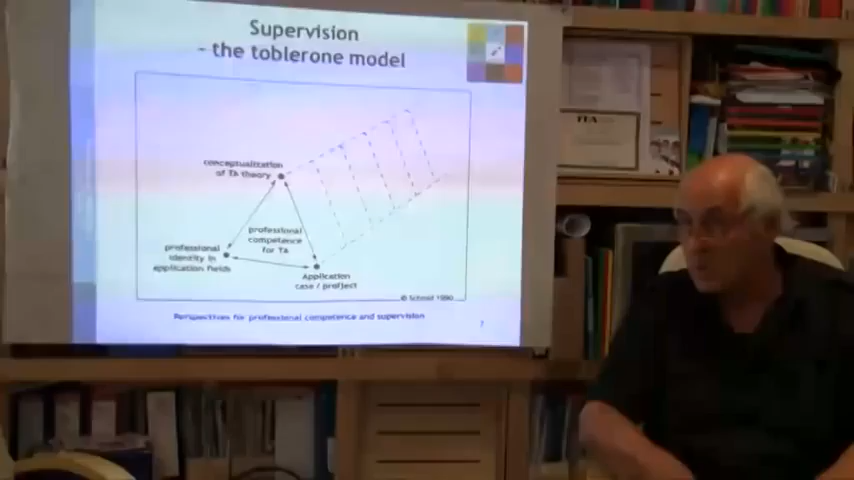 Supervision
- the toblerone model
conceptualization
of TA theory
professional
competence
for TA
professional
identity in
application fields
Application
case / project
© Schmid 1990
Perspectives for professional competence and supervision
7